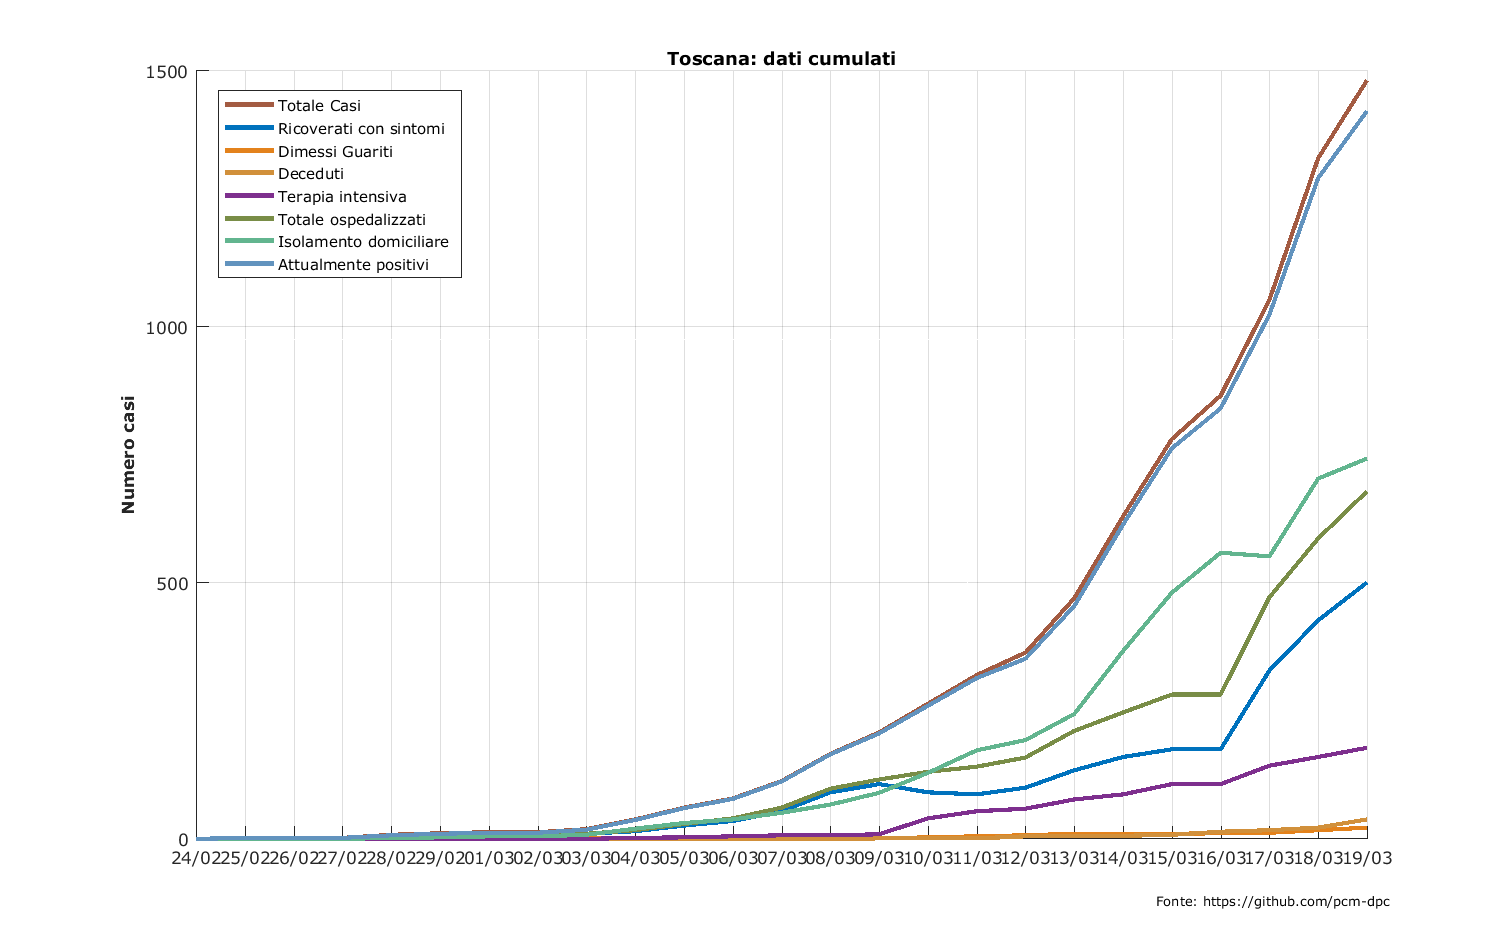 Toscana: dati cumulati
1500
1000
500
0
Numero casi
Totale Casi
Ricoverati con sintomi
Dimessi Guariti
Deceduti
Terapia intensiva
Totale ospedalizzati
Isolamento domiciliare
Attualmente positivi
24/02 25/02 26/02 27/02 28/02 29/02 01/03 02/03 03/03 04/03 05/03 06/03 07/03 08/03 09/03 10/03 11/03 12/03 13/03 14/03 15/03 16/03 17/03 18/03 19/03
Fonte: https://github.com/pcm-dpc